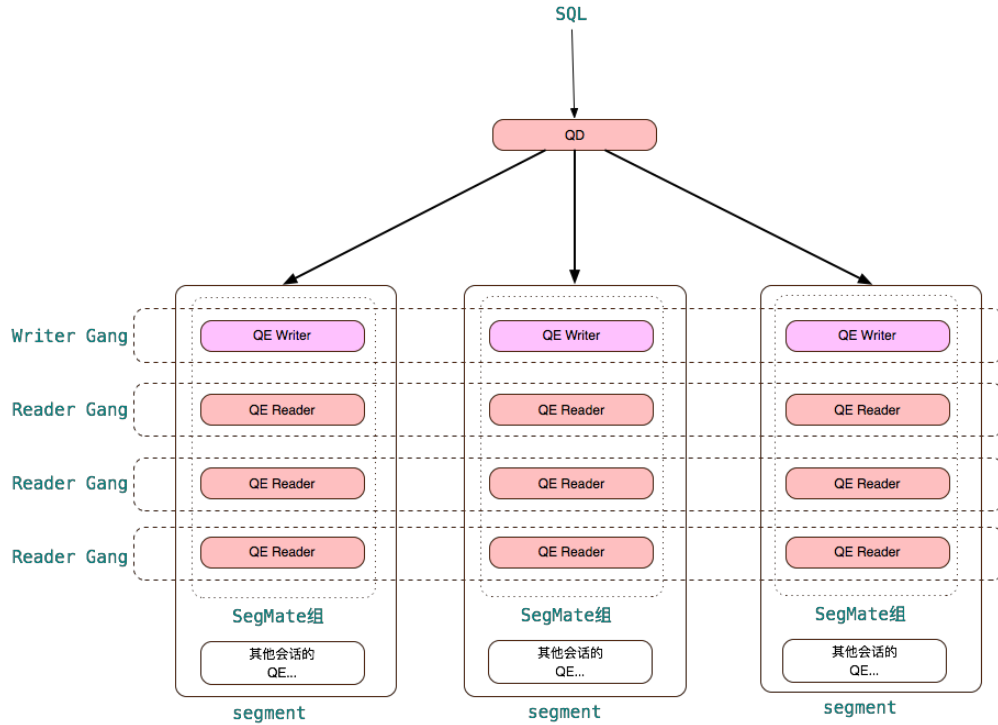 SQL
QD
Writer Gang
QE Writer
QE Writer
QE Writer
Reader Gang
QE Reader
QE Reader
QE Reader
Reader Gang
QE Reader
QE Reader
QE Reader
Reader Gang
QE Reader
QE Reader
QE Reader
SegMate组
SegMate组
SegMate组
其他会话的
QE...
其他会话的
QE...
其他会话的
QE...
segment
segment
segment